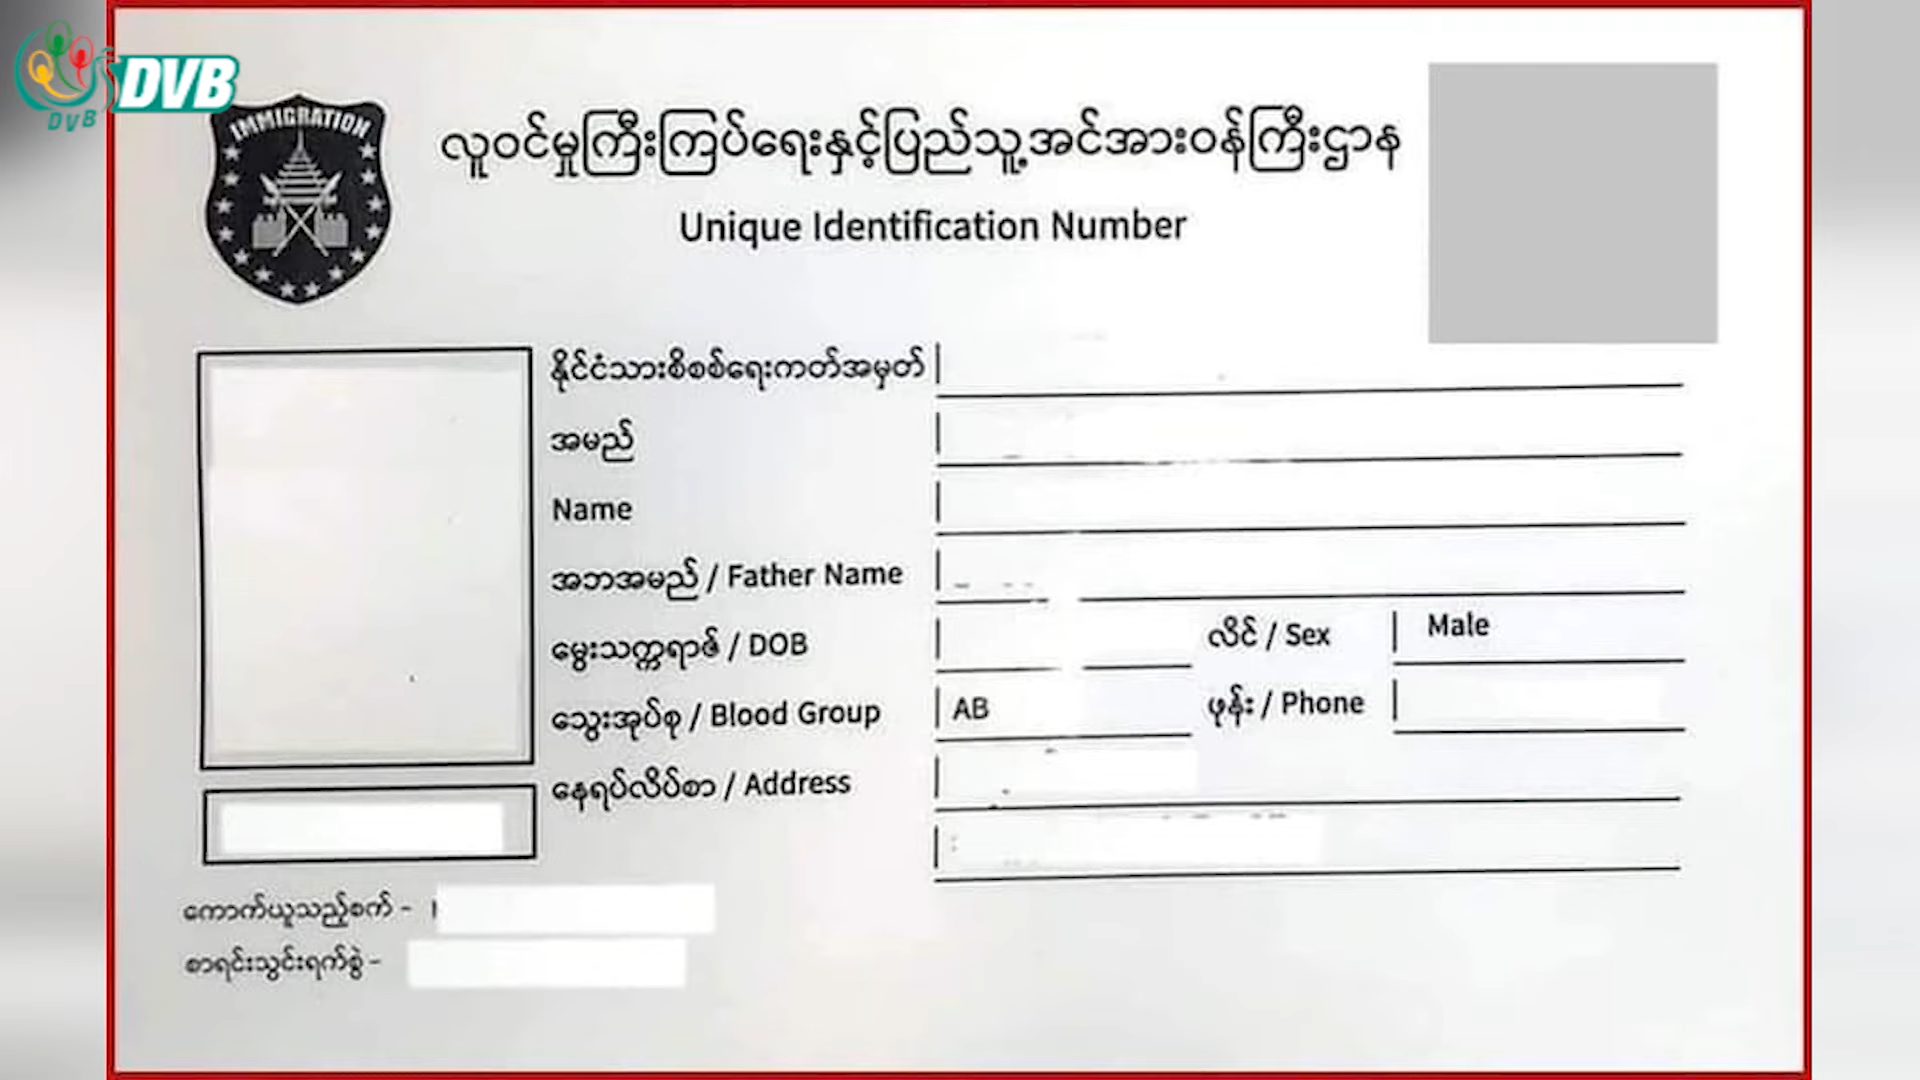 DVB
DVB
IMMIGRATION
လူဝင်မှုကြီးကြပ်ရေးနှင့်ပြည်သူ့အင်အားဝန်ကြီးဌာန
Unique Identification Number
နိုင်ငံသားစိစစ်ရေးကတ်အမှတ်
အမည်
Name
အဘအမည် / Father Name
မွေးသက္ကရာဇ် / DOB
လိင် / Sex
Male
သွေးအုပ်စု / Blood Group
AB
ဖုန်း / Phone
နေရပ်လိပ်စာ / Address
ကောက်ယူသည့်စက် -
စာရင်းသွင်းရက်စွဲ -